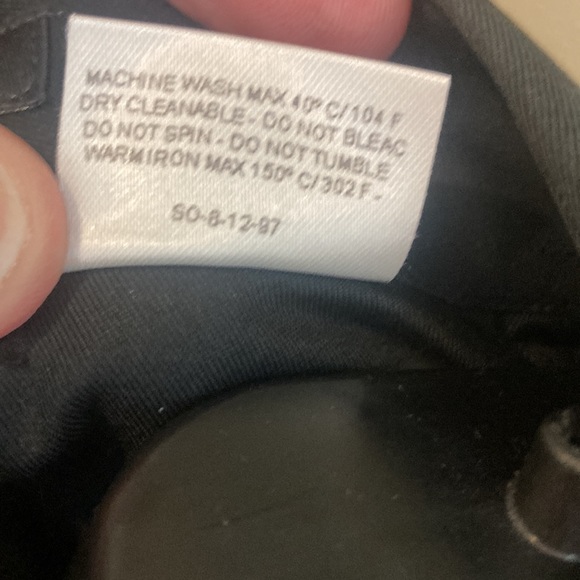 MACHINE WASH MAX 40° C/104 F
DRY CLEANABLE - DO NOT BLEAC
DO NOT SPIN - DO NOT TUMBLE
WARM IRON MAX 150° C/302 F -
SO-8-12-97